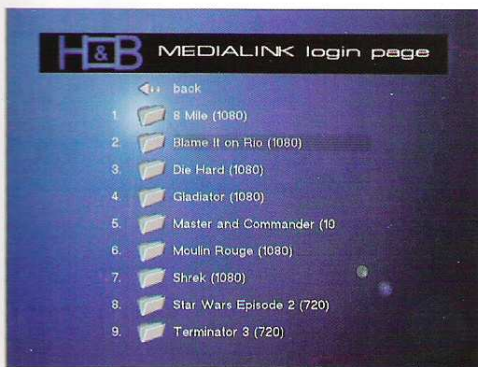 H&B MEDIALINK login page
back
1. 8 Mile (1080)
2. Blame It on Rio (1080)
3. Die Hard (1080)
4. Gladiator (1080)
5. Master and Commander (10
6. Moulin Rouge (1080)
7. Shrek (1080)
8. Star Wars Episode 2 (720)
9. Terminator 3 (720)